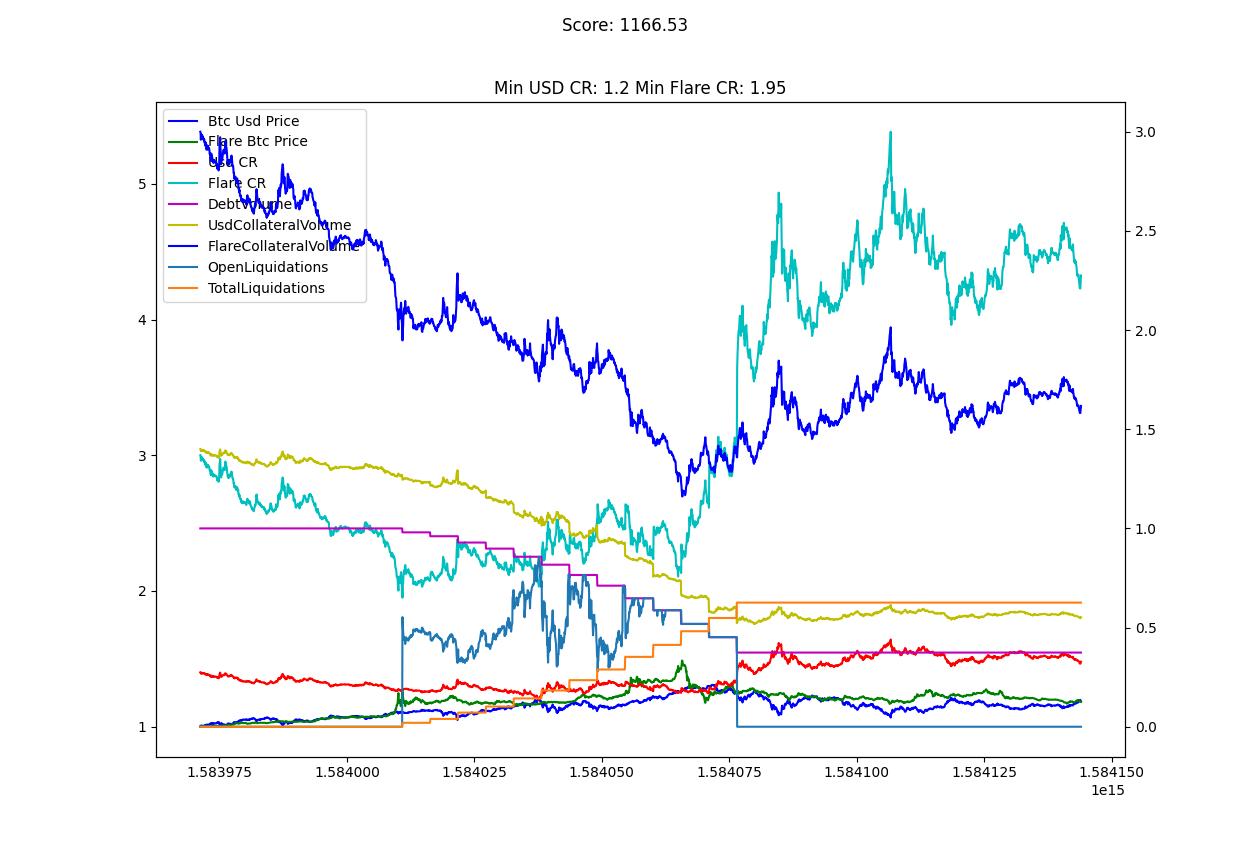 Score: 1166.53
Min USD CR: 1.2 Min Flare CR: 1.95
Btc Usd Price
Flare Btc Price
Usd CR
Flare CR
DebtVolume
UsdCollateralVolume
FlareCollateralVolume
OpenLiquidations
TotalLiquidations
5
4
3
2
1
3.0
2.5
2.0
1.5
1.0
0.5
0.0
1.583975
1.584000
1.584025
1.584050
1.584075
1.584100
1.584125
1.584150
1e15